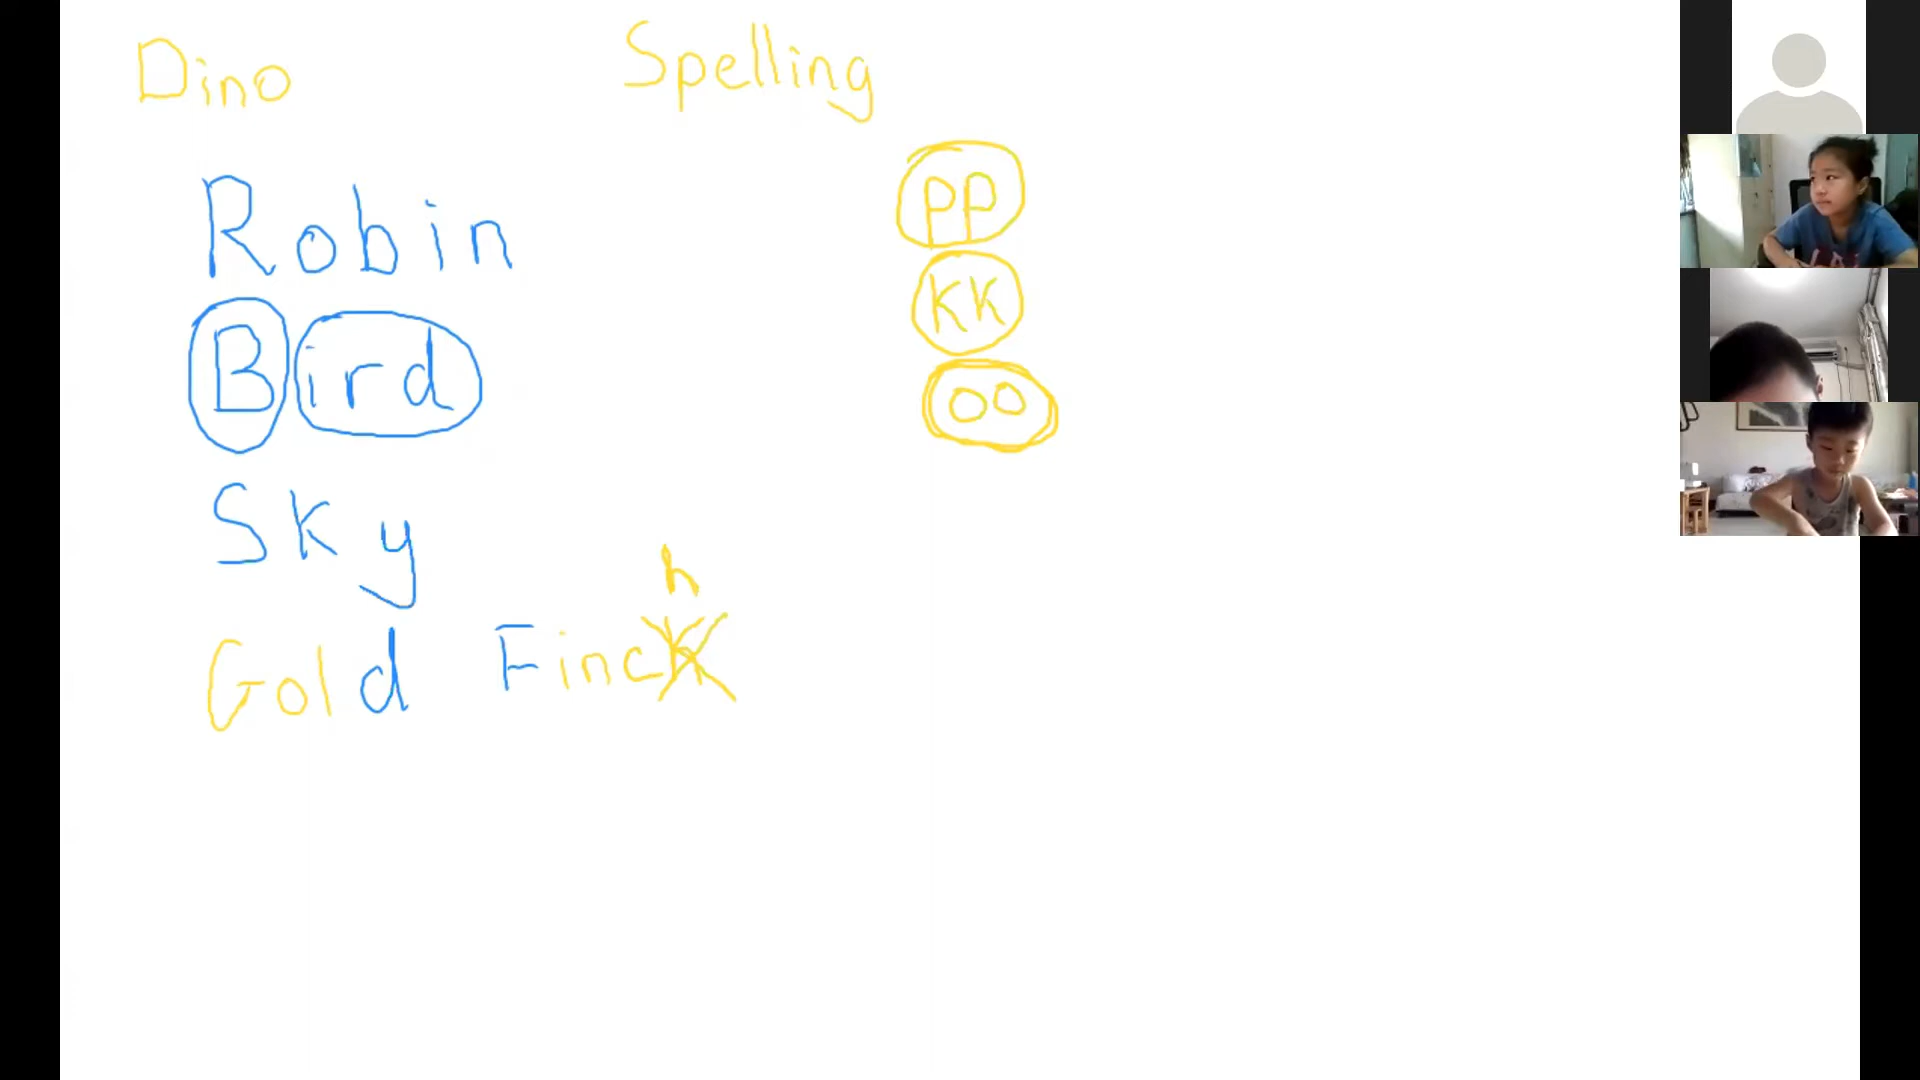 Dino Spelling
Robin
Bird
Sky
Gold Finck
h
PP
KK
oo